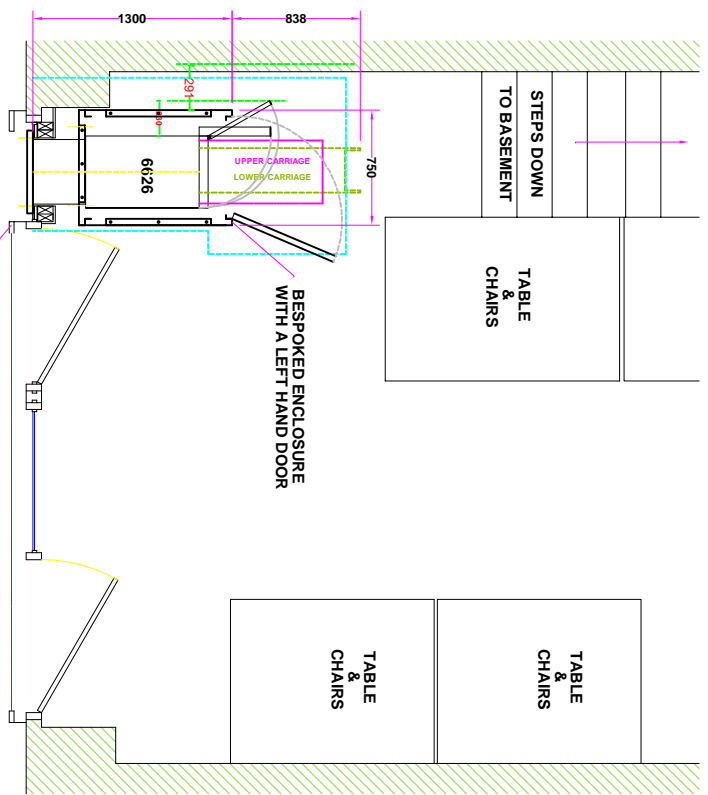 1300
838
291
750
6626
UPPER CARRIAGE
LOWER CARRIAGE
STEPS DOWN
TO BASEMENT
TABLE
&
CHAIRS
BESPOKED ENCLOSURE
WITH A LEFT HAND DOOR
TABLE
&
CHAIRS
TABLE
&
CHAIRS